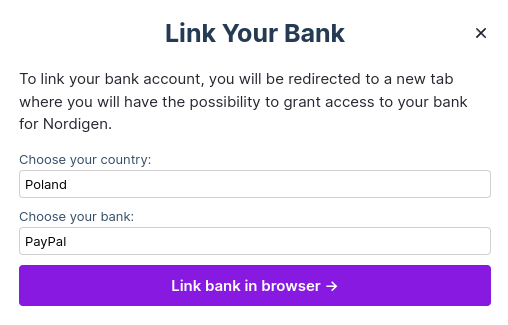 Link Your Bank ✕
To link your bank account, you will be redirected to a new tab
where you will have the possibility to grant access to your bank
for Nordigen.
Choose your country:
Poland
Choose your bank:
PayPal
Link bank in browser →